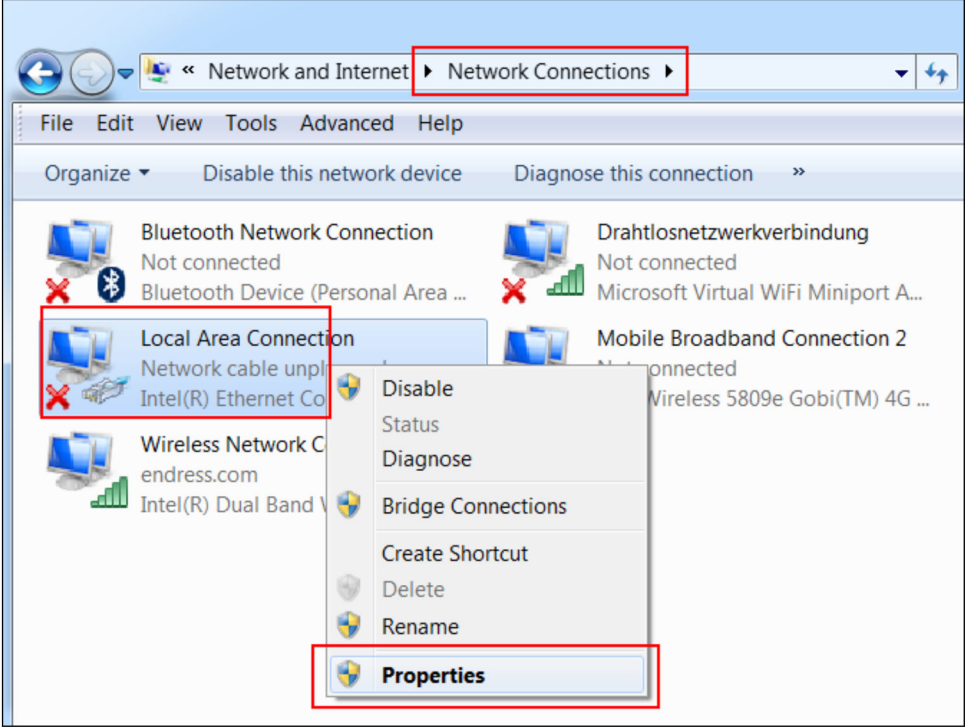 « Network and Internet ▸ Network Connections ▸
File Edit View Tools Advanced Help
Organize Disable this network device Diagnose this connection »
Bluetooth Network Connection
Not connected
Bluetooth Device (Personal Area ...
Drahtlosnetzwerkverbindung
Not connected
Microsoft Virtual WiFi Miniport A...
Local Area Connection
Network cable
Intel(R) Ethernet
Mobile Broadband Connection 2
Wireless 5809e Gobi(TM) 4G ...
Wireless Network
endress.com
Intel(R) Dual Band
Disable
Status
Diagnose
Bridge Connections
Create Shortcut
Delete
Rename
Properties